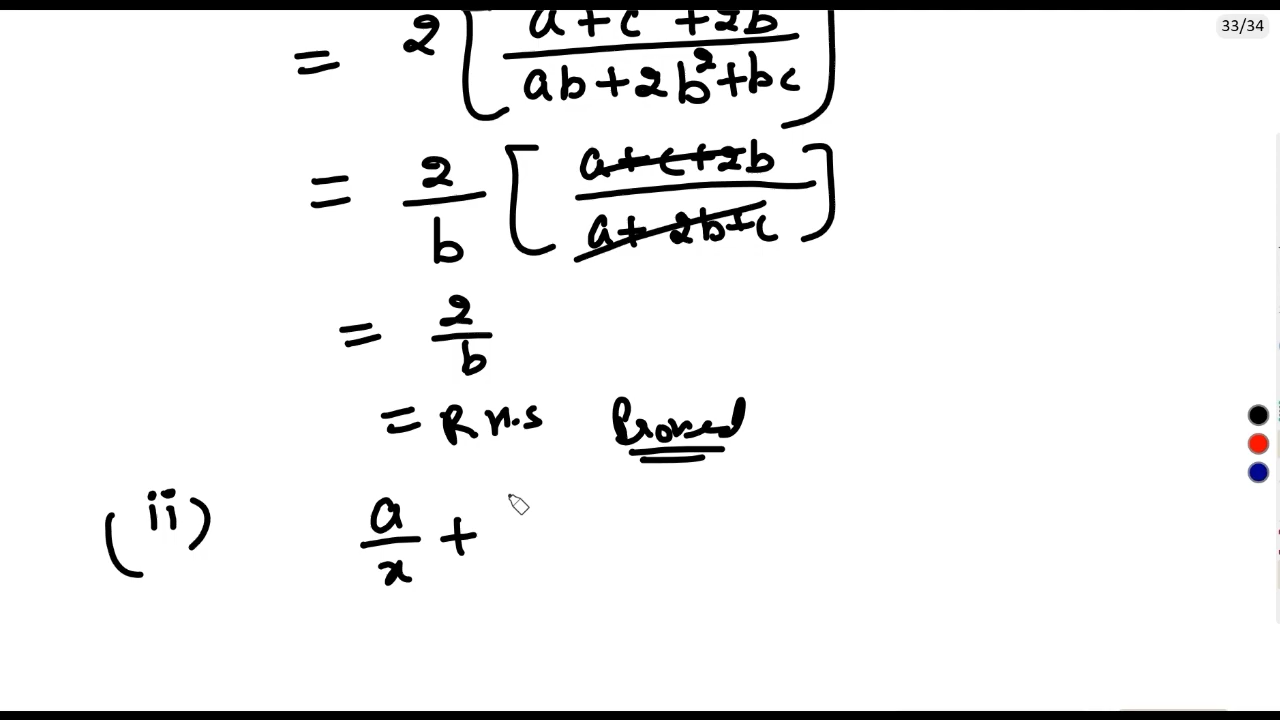 33/34
= 2 [ a + c + 2b / ab + 2b² + bc ]
= 2/b [ a + c + 2b / a + 2b + c ]
= 2/b
= R.H.S Proved
(ii) a/x +